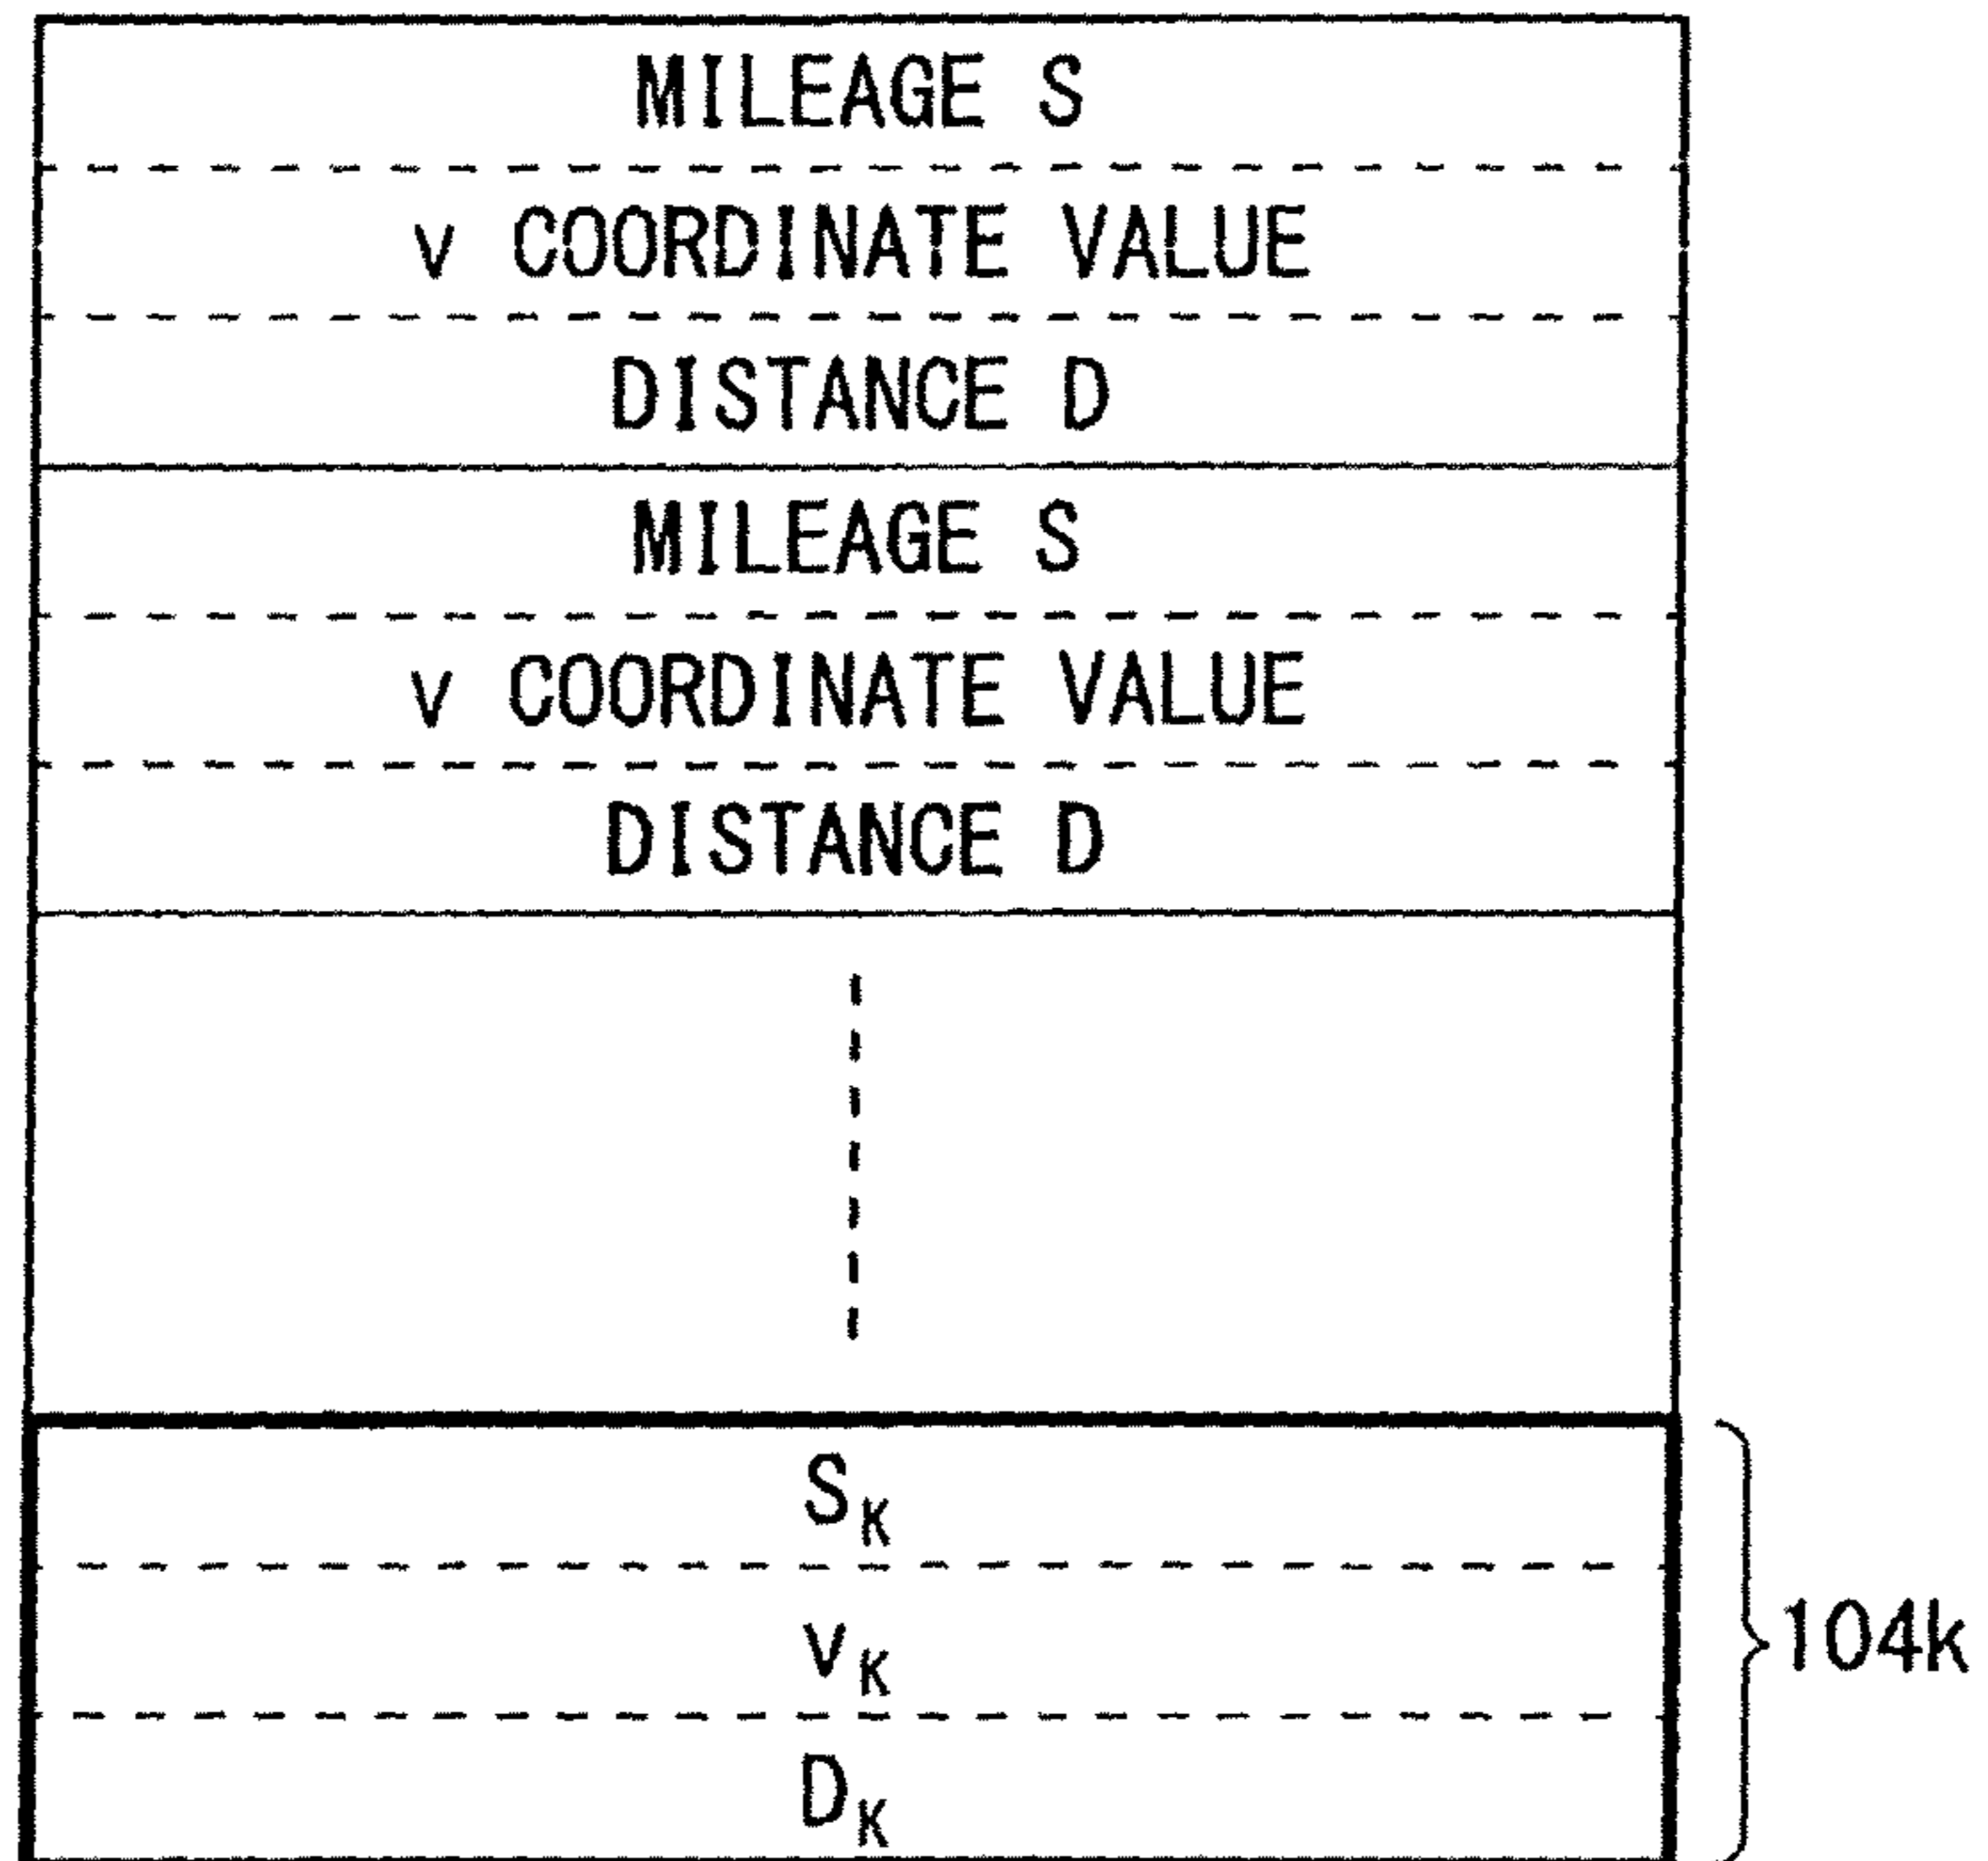 MILEAGE S
v COORDINATE VALUE
DISTANCE D
MILEAGE S
v COORDINATE VALUE
DISTANCE D
S_K
v_K
104k
D_K